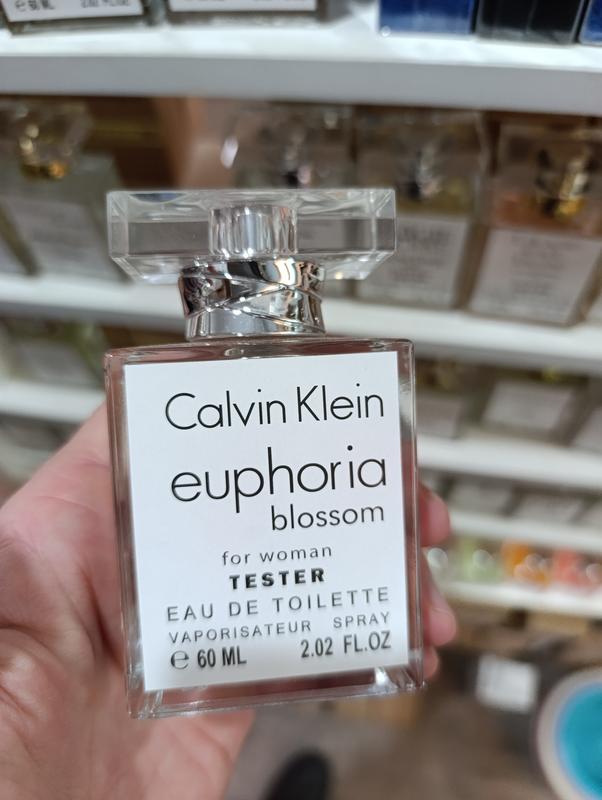 Calvin Klein
euphoria
blossom
for woman
TESTER
EAU DE TOILETTE
VAPORISATEUR SPRAY
℮ 60 ML 2.02 FL.OZ